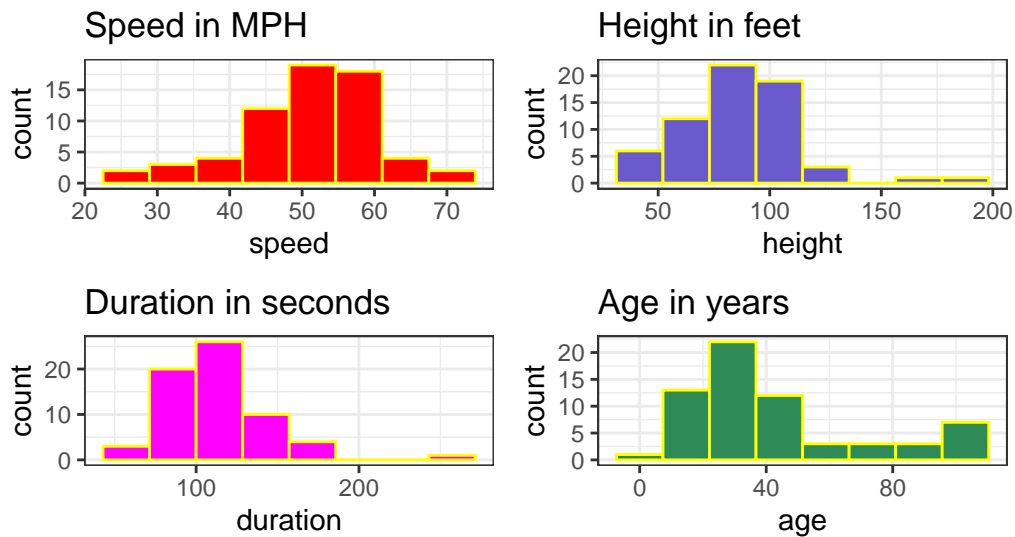 Speed in MPH
count
15
10
5
0
20 30 40 50 60 70
speed
Height in feet
count
20
15
10
5
0
50 100 150 200
height
Duration in seconds
count
20
10
0
100 200
duration
Age in years
count
20
15
10
5
0
0 40 80
age